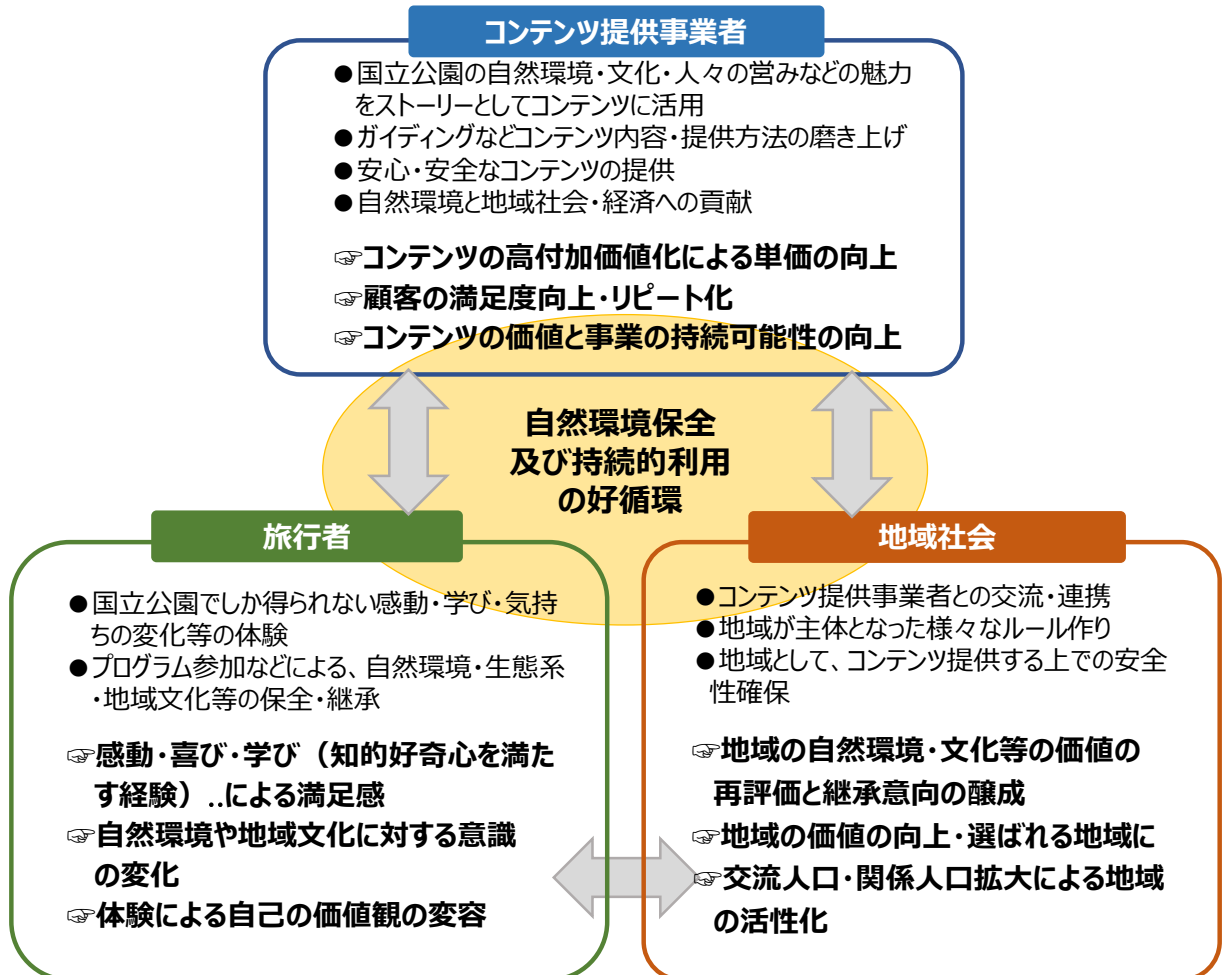 コンテンツ提供事業者
●国立公園の自然環境・文化・人々の営みなどの魅力
をストーリーとしてコンテンツに活用
●ガイディングなどコンテンツ内容・提供方法の磨き上げ
●安心・安全なコンテンツの提供
●自然環境と地域社会・経済への貢献
☞コンテンツの高付加価値化による単価の向上
☞顧客の満足度向上・リピート化
☞コンテンツの価値と事業の持続可能性の向上
自然環境保全
及び持続的利用
の好循環
旅行者
●国立公園でしか得られない感動・学び・気持
ちの変化等の体験
●プログラム参加などによる、自然環境・生態系
・地域文化等の保全・継承
☞感動・喜び・学び（知的好奇心を満た
す経験）..による満足感
☞自然環境や地域文化に対する意識
の変化
☞体験による自己の価値観の変容
地域社会
●コンテンツ提供事業者との交流・連携
●地域が主体となった様々なルール作り
●地域として、コンテンツ提供する上での安全
性確保
☞地域の自然環境・文化等の価値の
再評価と継承意向の醸成
☞地域の価値の向上・選ばれる地域に
☞交流人口・関係人口拡大による地域
の活性化